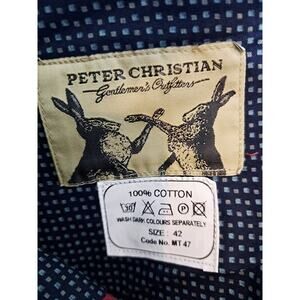 PETER CHRISTIAN
Gentlemen's Outfitters
100% COTTON
WASH DARK COLOURS SEPARATELY
SIZE : 42
Code No. MT 47